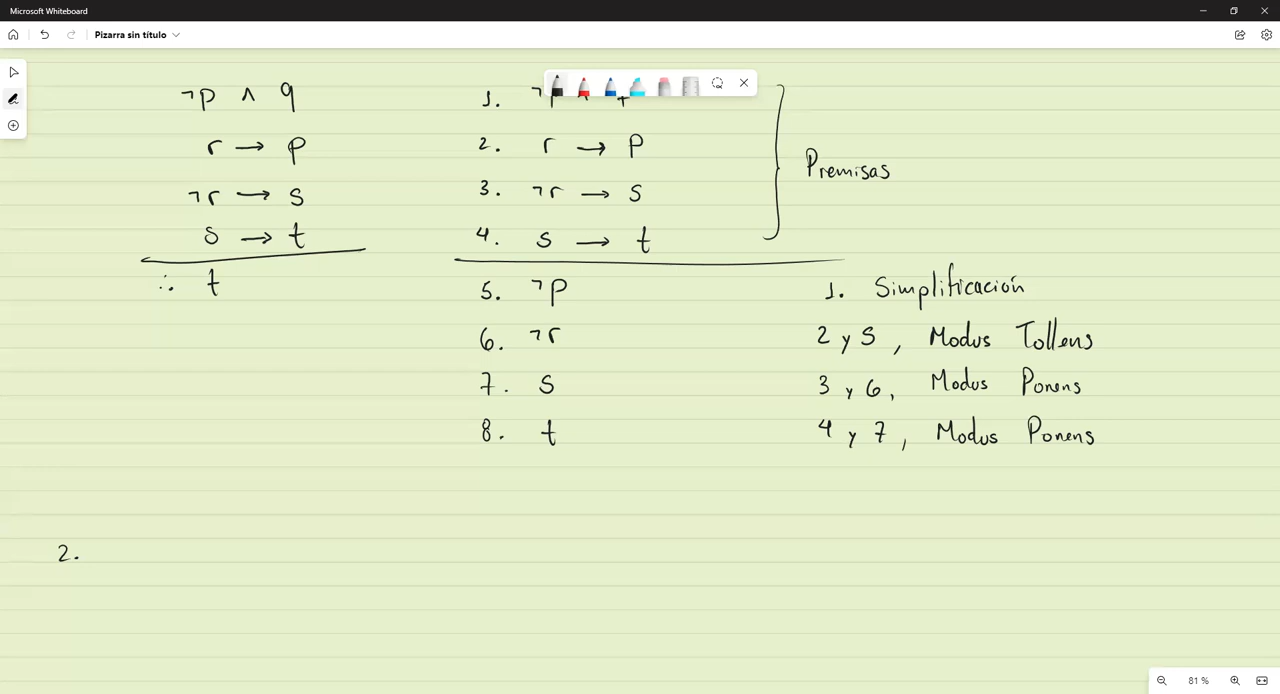 Microsoft Whiteboard
Pizarra sin título
¬p ∧ q
r → p
¬r → s
s → t
∴ t
1. ¬p ∧
2. r → p
3. ¬r → s
4. s → t
Premisas
5. ¬p 1. Simplificación
6. ¬r 2 y 5, Modus Tollens
7. s 3 y 6, Modus Ponens
8. t 4 y 7, Modus Ponens
2.
81 %